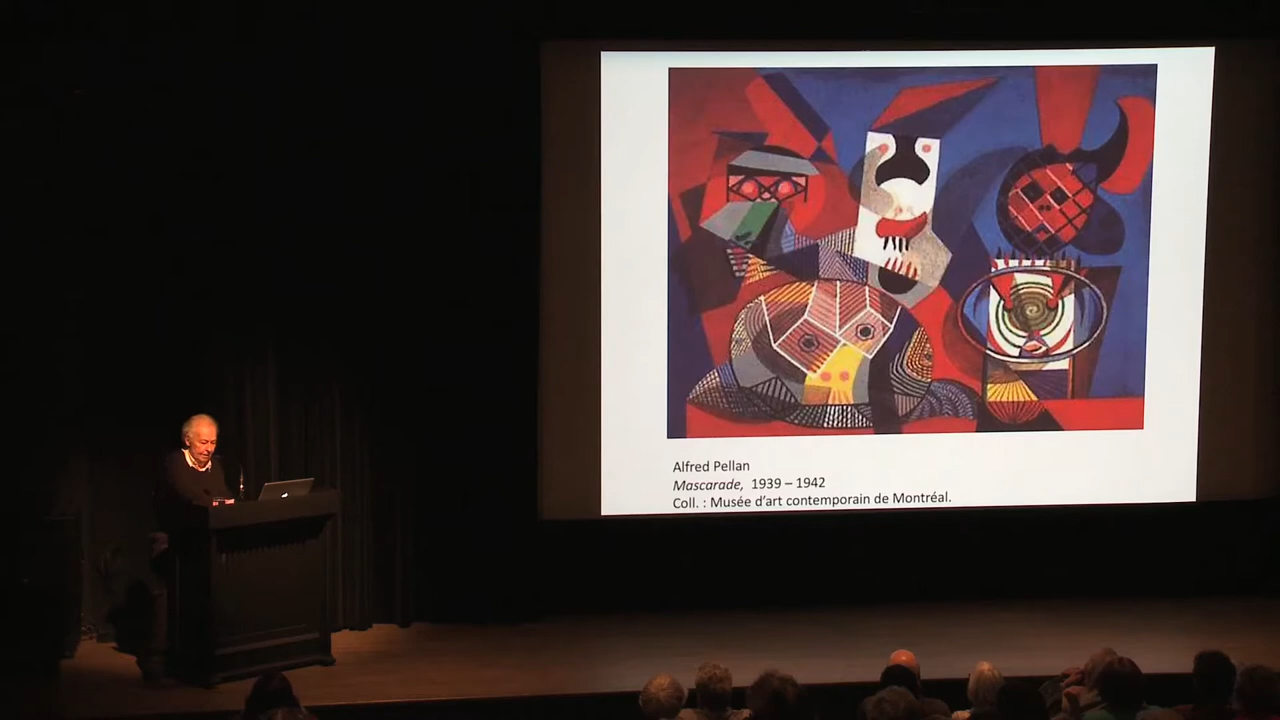 Alfred Pellan
Mascarade, 1939 – 1942
Coll. : Musée d'art contemporain de Montréal.